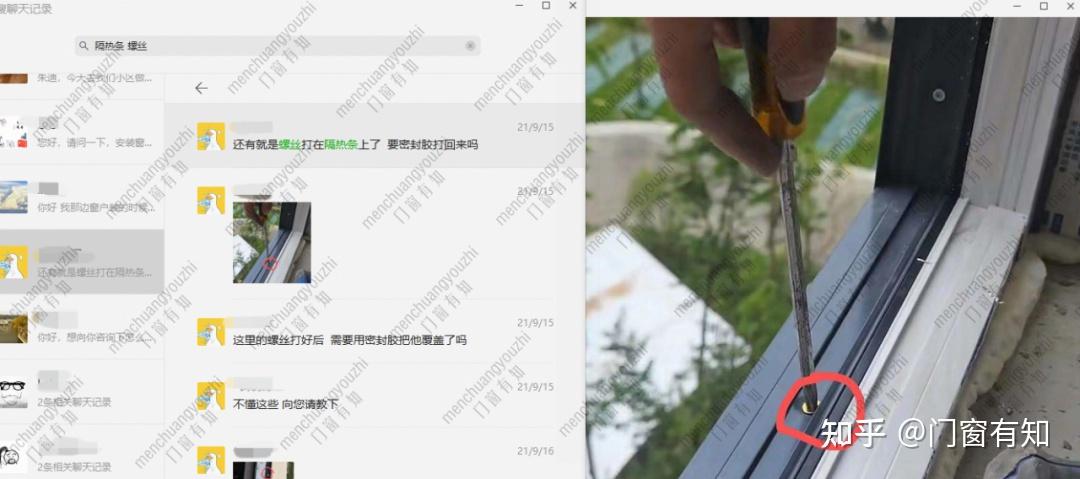 聊天记录
隔热条 螺丝
朱迪，今天去我们小区做...
您好，请问一下，安装窗...
你好 我那边窗户装的时候...
还有就是螺丝打在隔热条...
你好，想向你咨询下怎么...
2条相关聊天记录
2条相关聊天记录
21/9/15
还有就是螺丝打在隔热条上了 要密封胶打回来吗
21/9/15
21/9/15
这里的螺丝打好后 需要用密封胶把他覆盖了吗
21/9/15
不懂这些 向您请教下
21/9/16
menchuangyouzhi
门窗有知
知乎 @门窗有知